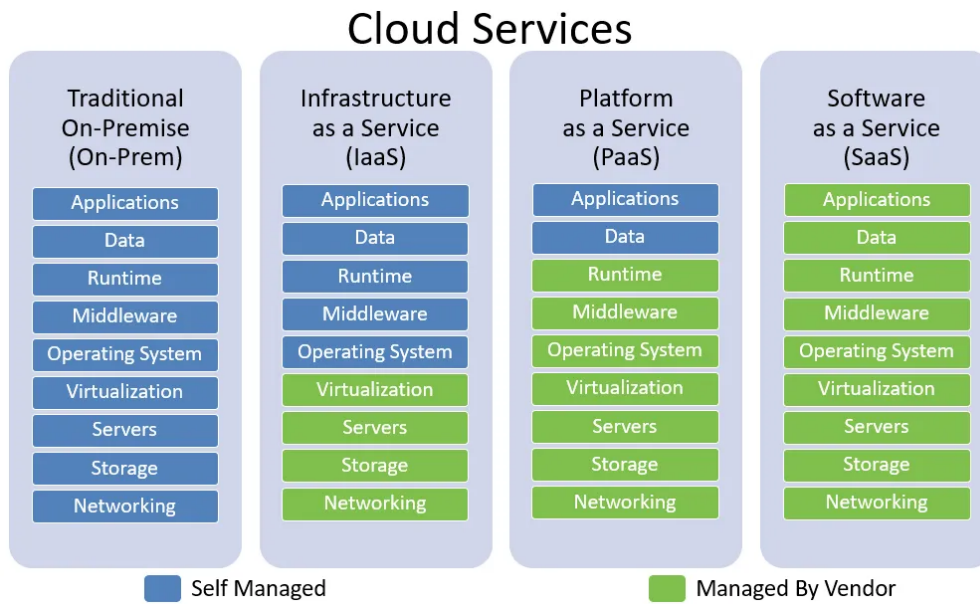 Cloud Services
Traditional
On-Premise
(On-Prem)
Applications
Data
Runtime
Middleware
Operating System
Virtualization
Servers
Storage
Networking
Infrastructure
as a Service
(IaaS)
Applications
Data
Runtime
Middleware
Operating System
Virtualization
Servers
Storage
Networking
Platform
as a Service
(PaaS)
Applications
Data
Runtime
Middleware
Operating System
Virtualization
Servers
Storage
Networking
Software
as a Service
(SaaS)
Applications
Data
Runtime
Middleware
Operating System
Virtualization
Servers
Storage
Networking
Self Managed
Managed By Vendor